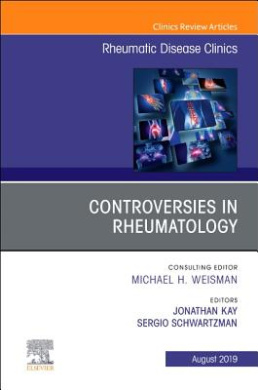 Clinics Review Articles
Rheumatic Disease Clinics
CONTROVERSIES IN
RHEUMATOLOGY
CONSULTING EDITOR
MICHAEL H. WEISMAN
EDITORS
JONATHAN KAY
SERGIO SCHWARTZMAN
ELSEVIER
August 2019